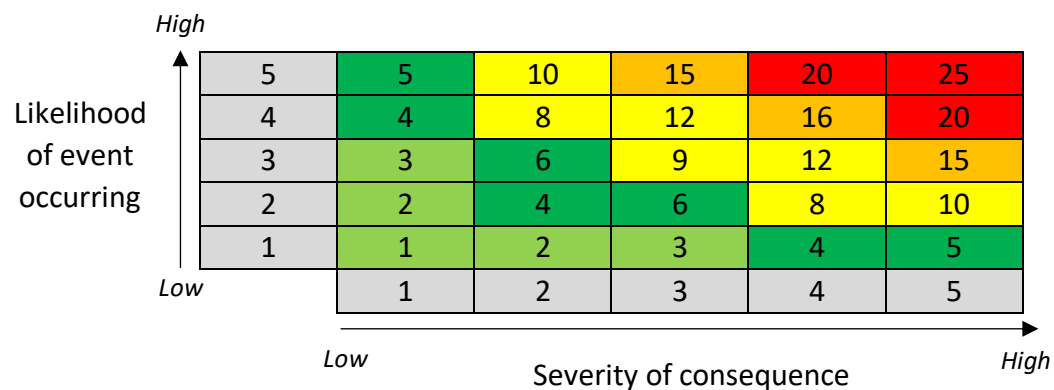 High
5 5 10 15 20 25
Likelihood
4 4 8 12 16 20
of event
3 3 6 9 12 15
occurring
2 2 4 6 8 10
1 1 2 3 4 5
Low
1 2 3 4 5
Low
High
Severity of consequence